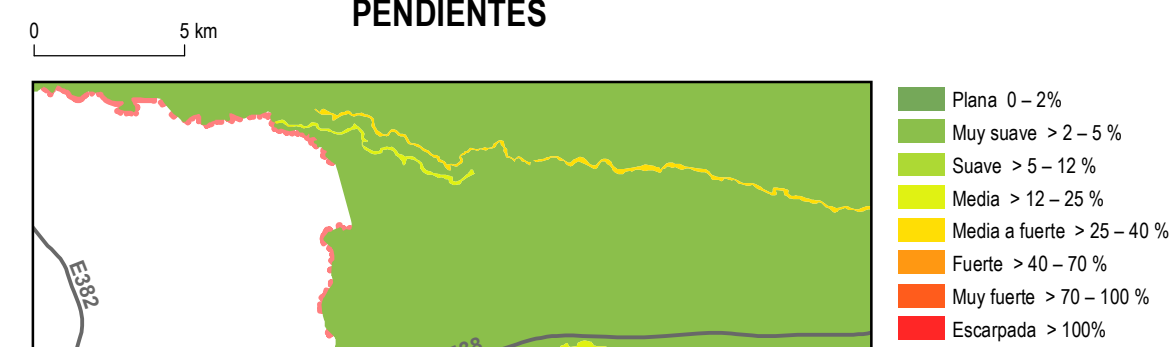 PENDIENTES
0 5 km
Plana 0 – 2%
Muy suave > 2 – 5 %
Suave > 5 – 12 %
Media > 12 – 25 %
Media a fuerte > 25 – 40 %
Fuerte > 40 – 70 %
Muy fuerte > 70 – 100 %
Escarpada > 100%
E382